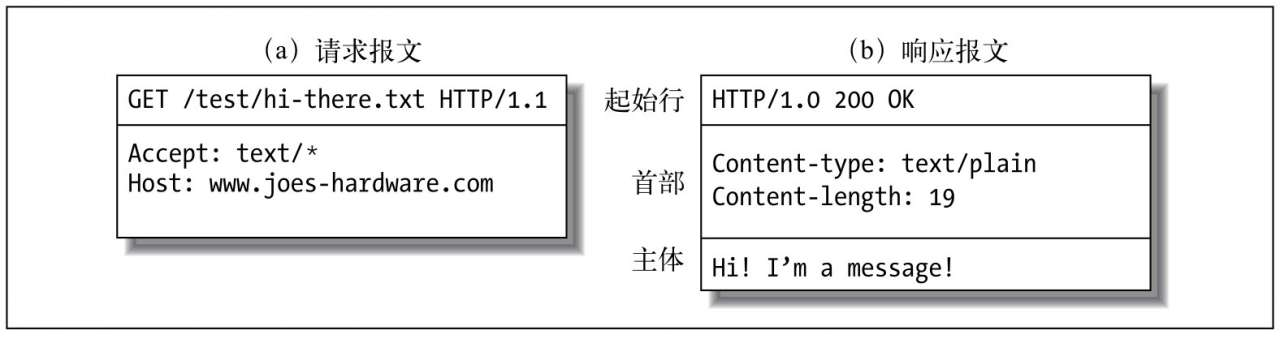 (a) 请求报文
GET /test/hi-there.txt HTTP/1.1
Accept: text/*
Host: www.joes-hardware.com
起始行
首部
主体
(b) 响应报文
HTTP/1.0 200 OK
Content-type: text/plain
Content-length: 19
Hi! I’m a message!